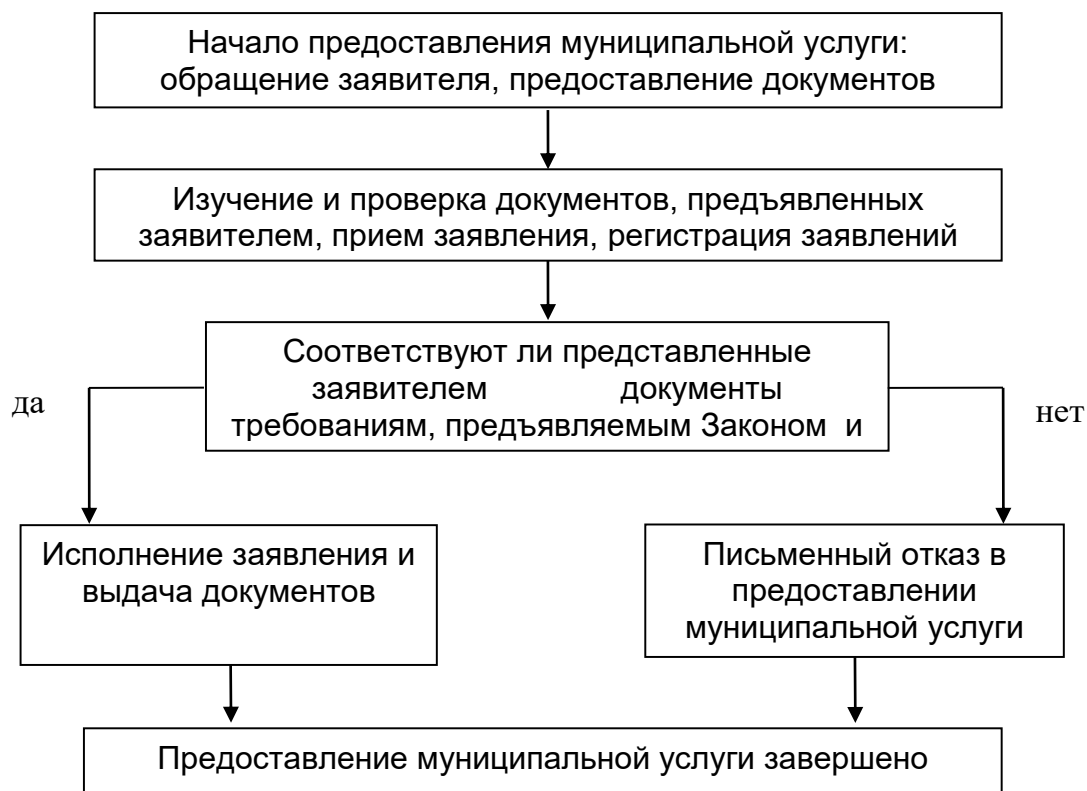 Начало предоставления муниципальной услуги:
обращение заявителя, предоставление документов
Изучение и проверка документов, предъявленных
заявителем, прием заявления, регистрация заявлений
Соответствуют ли представленные
заявителем документы
требованиям, предъявляемым Законом и
да
нет
Исполнение заявления и
выдача документов
Письменный отказ в
предоставлении
муниципальной услуги
Предоставление муниципальной услуги завершено